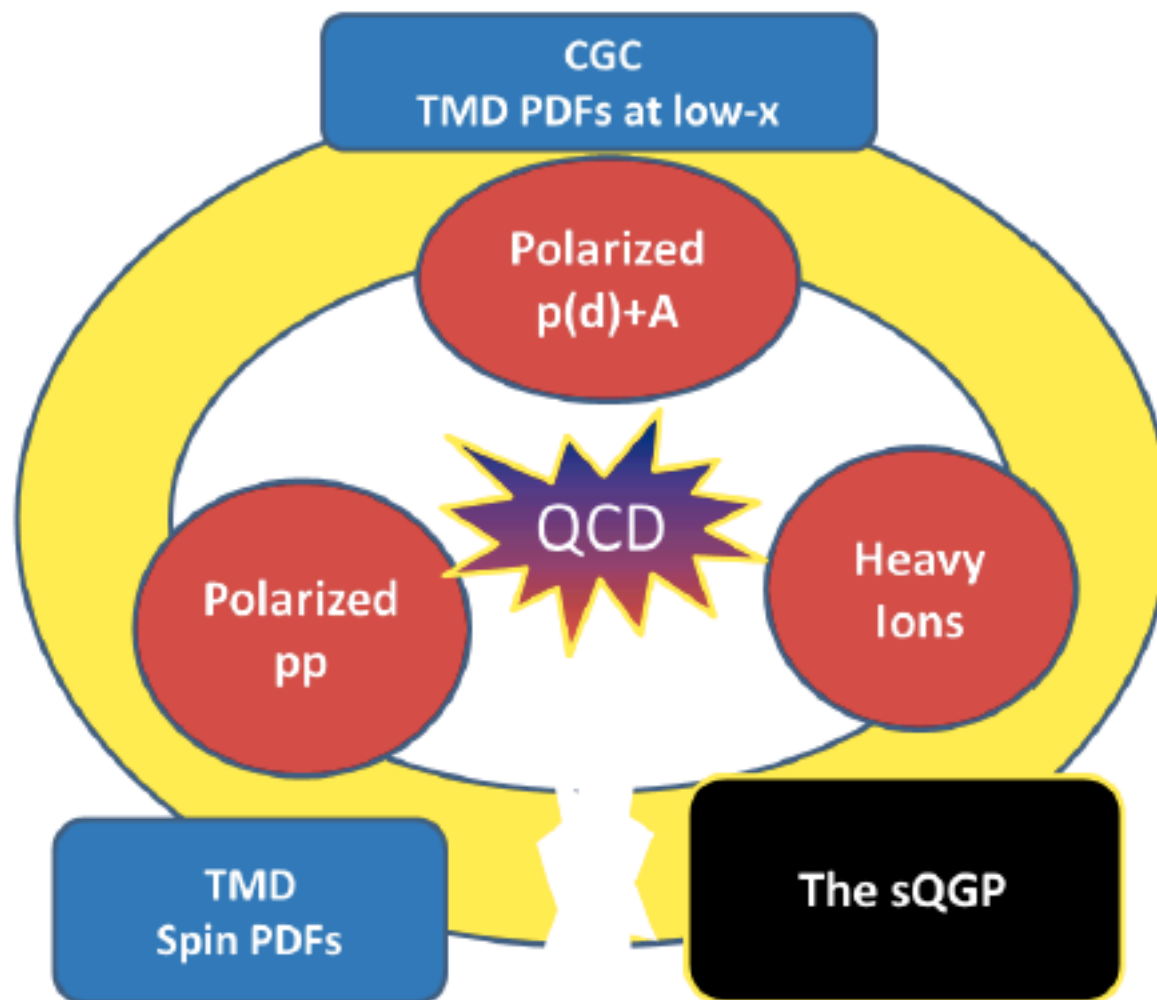 CGC
TMD PDFs at low-x
Polarized
p(d)+A
QCD
Polarized
pp
Heavy
Ions
TMD
Spin PDFs
The sQGP